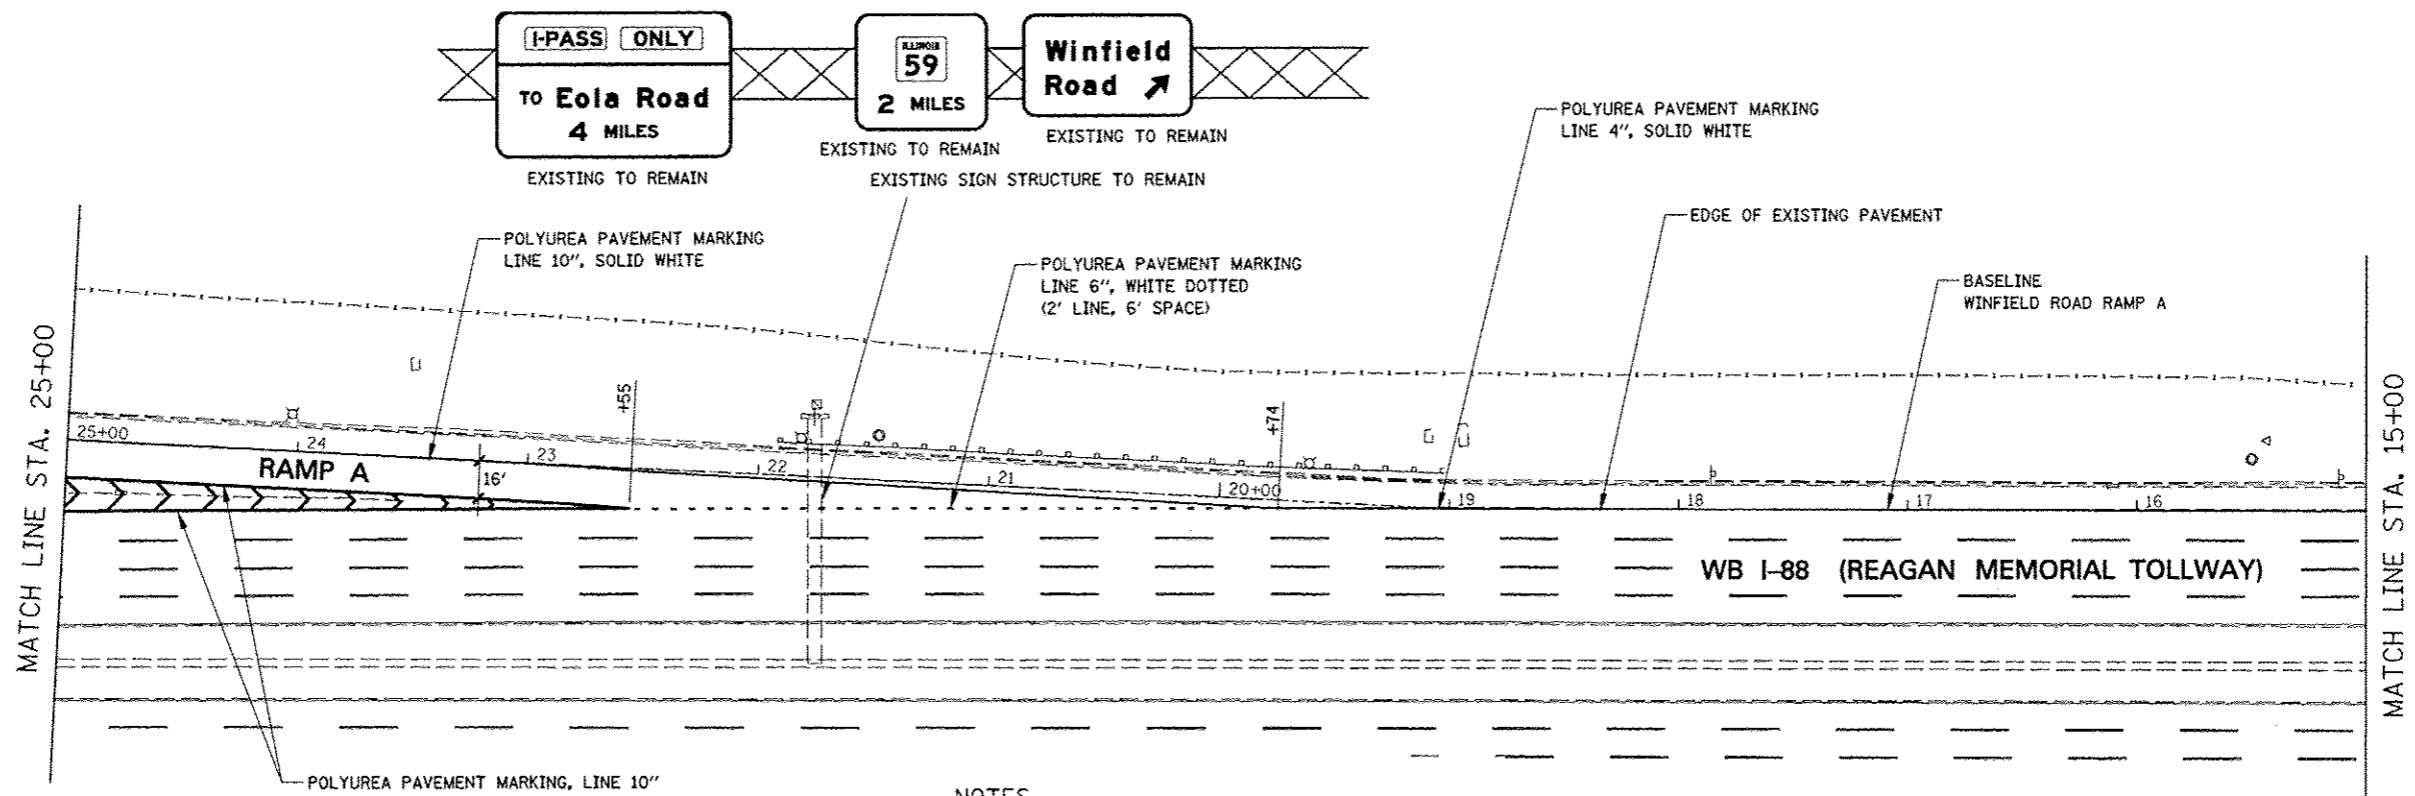 I-PASS ONLY
TO Eola Road
4 MILES
EXISTING TO REMAIN
ILLINOIS
59
2 MILES
EXISTING TO REMAIN
Winfield
Road
EXISTING TO REMAIN
EXISTING SIGN STRUCTURE TO REMAIN
POLYUREA PAVEMENT MARKING
LINE 4", SOLID WHITE
EDGE OF EXISTING PAVEMENT
POLYUREA PAVEMENT MARKING
LINE 10", SOLID WHITE
POLYUREA PAVEMENT MARKING
LINE 6", WHITE DOTTED
(2' LINE, 6' SPACE)
BASELINE
WINFIELD ROAD RAMP A
MATCH LINE STA. 25+00
+55
+74
25+00
24
23
22
21
20+00
19
18
17
16
RAMP A
16'
WB I-88 (REAGAN MEMORIAL TOLLWAY)
MATCH LINE STA. 15+00
POLYUREA PAVEMENT MARKING, LINE 10"
NOTES